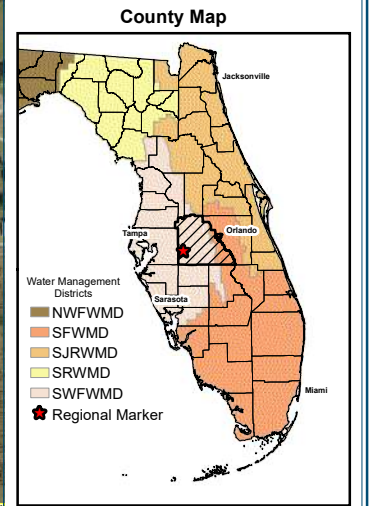 County Map
Jacksonville
Orlando
Tampa
Water Management
Districts
Sarasota
NWFWMD
SFWMD
SJRWMD
SRWMD
SWFWMD
Regional Marker
Miami